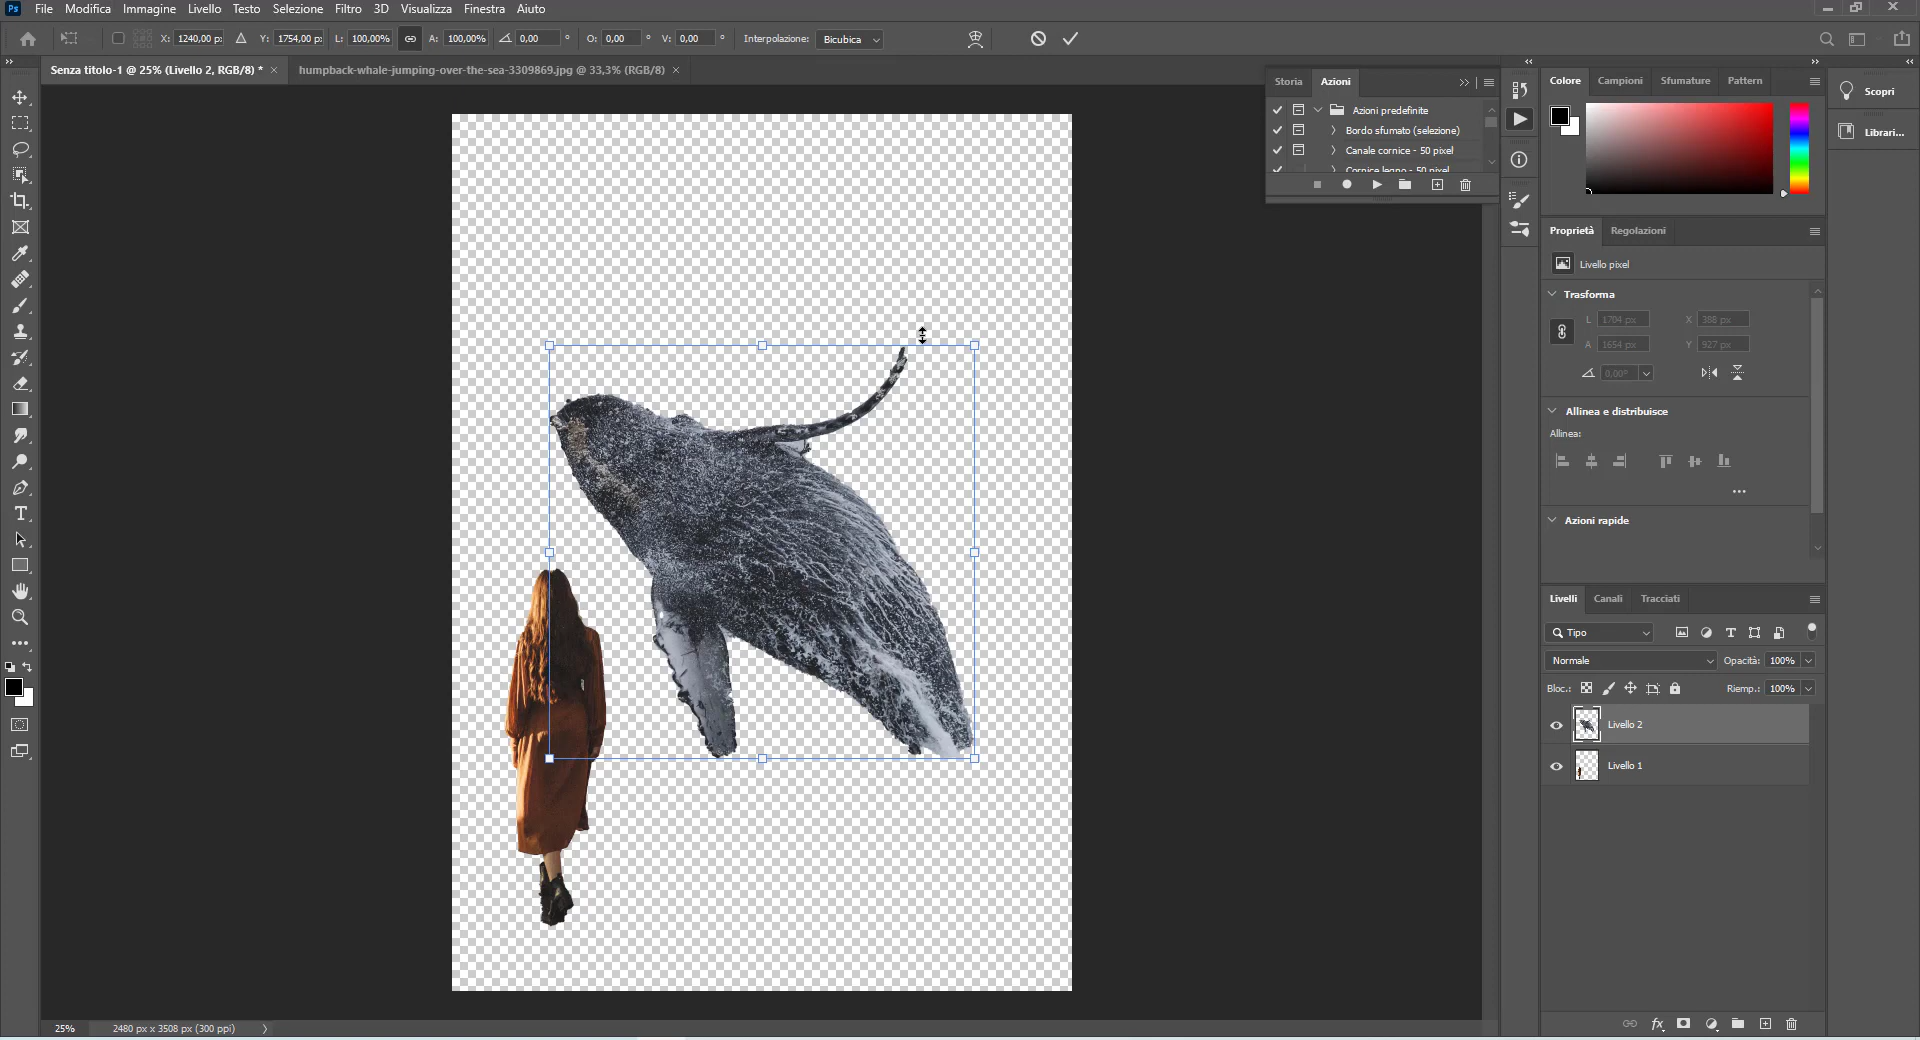 Ps File Modifica Immagine Livello Testo Selezione Filtro 3D Visualizza Finestra Aiuto
X: 1240,00 px Y: 1754,00 px L: 100,00% A: 100,00% 0,00 ° O: 0,00 ° V: 0,00 ° Interpolazione: Bicubica
Senza titolo-1 @ 25% (Livello 2, RGB/8) * ×
humpback-whale-jumping-over-the-sea-3309869.jpg @ 33,3% (RGB/8) ×
Storia Azioni
Azioni predefinite
Bordo sfumato (selezione)
Canale cornice - 50 pixel
Cornice legno - 50 pixel
Colore Campioni Sfumature Pattern
Scopri
Librari...
Proprietà Regolazioni
Livello pixel
Trasforma
L 1704 px X 388 px
A 1654 px Y 927 px
0,00°
Allinea e distribuisce
Allinea:
Azioni rapide
Livelli Canali Tracciati
Tipo
Normale Opacità: 100%
Bloc.: Riemp.: 100%
Livello 2
Livello 1
fx
25% 2480 px x 3508 px (300 ppi)